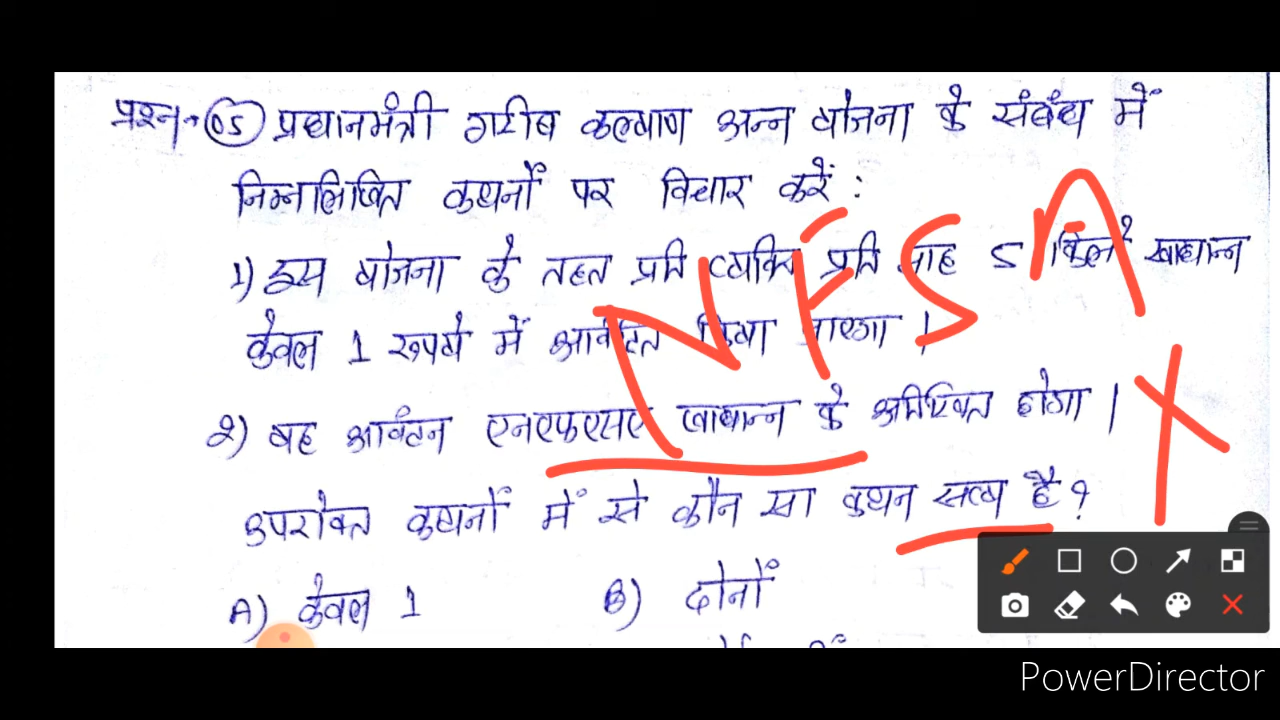 प्रश्न→ 05 प्रधानमंत्री गरीब कल्याण अन्न योजना के संबंध में
निम्नलिखित कथनों पर विचार करें:
1) इस योजना के तहत प्रति व्यक्ति प्रति माह 5 किलो खाद्यान्न
केवल 1 रूपये में आवंटित किया जाएगा।
2) यह आवंटन एनएफएसए खाद्यान्न के अतिरिक्त होगा।
NFSA
उपरोक्त कथनों में से कौन सा कथन सत्य है?
A) केवल 1 B) दोनों
PowerDirector